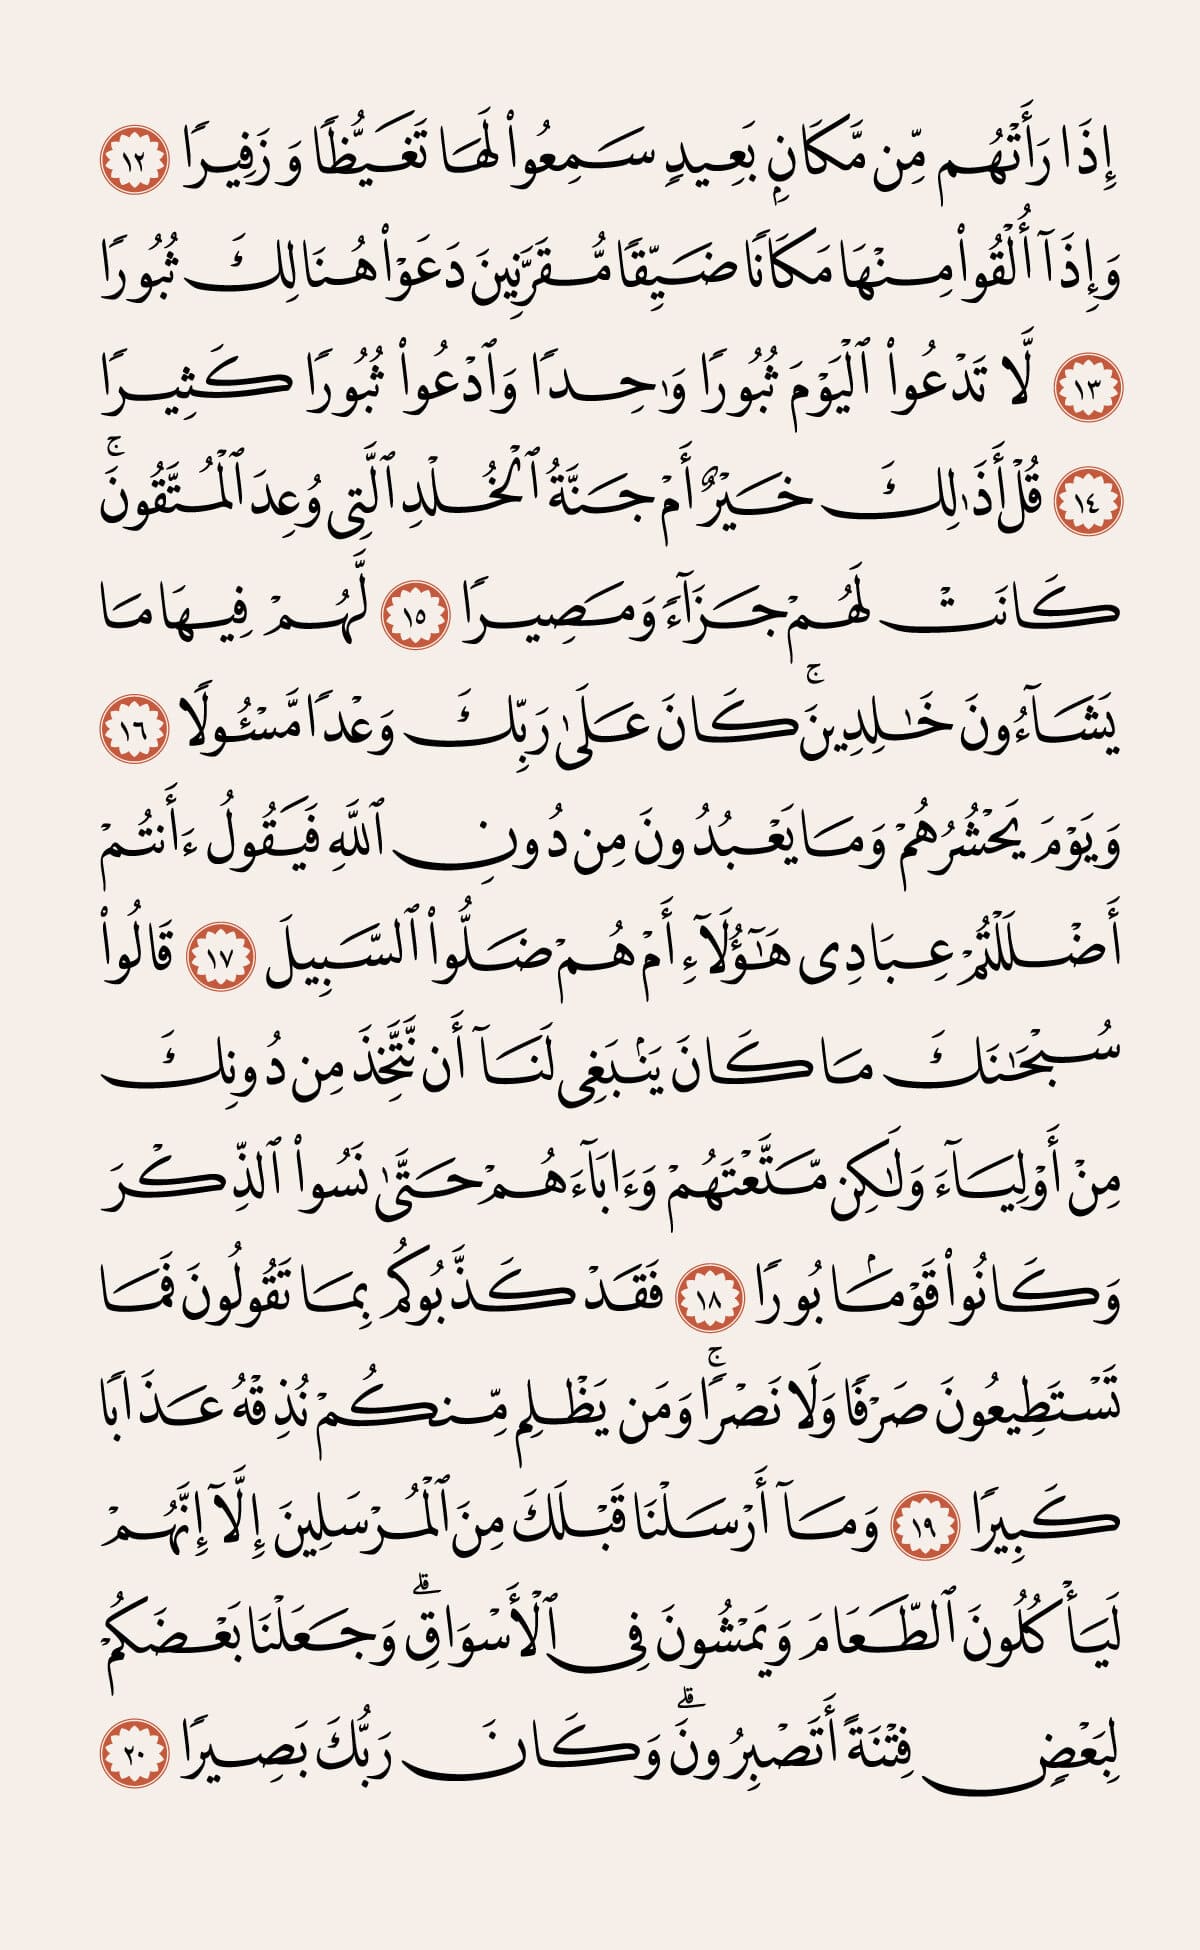 إِذَا رَأَتْهُم مِّن مَّكَانٍۭ بَعِيدٍ سَمِعُوا۟ لَهَا تَغَيُّظًا وَزَفِيرًا ١٢
وَإِذَآ أُلْقُوا۟ مِنْهَا مَكَانًا ضَيِّقًا مُّقَرَّنِينَ دَعَوْا۟ هُنَالِكَ ثُبُورًا
١٣ لَّا تَدْعُوا۟ ٱلْيَوْمَ ثُبُورًا وَٰحِدًا وَٱدْعُوا۟ ثُبُورًا كَثِيرًا
١٤ قُلْ أَذَٰلِكَ خَيْرٌ أَمْ جَنَّةُ ٱلْخُلْدِ ٱلَّتِى وُعِدَ ٱلْمُتَّقُونَ ۚ
كَانَتْ لَهُمْ جَزَآءً وَمَصِيرًا ١٥ لَّهُمْ فِيهَا مَا
يَشَآءُونَ خَٰلِدِينَ ۚ كَانَ عَلَىٰ رَبِّكَ وَعْدًا مَّسْـُٔولًا ١٦
وَيَوْمَ يَحْشُرُهُمْ وَمَا يَعْبُدُونَ مِن دُونِ ٱللَّهِ فَيَقُولُ ءَأَنتُمْ
أَضْلَلْتُمْ عِبَادِى هَٰٓؤُلَآءِ أَمْ هُمْ ضَلُّوا۟ ٱلسَّبِيلَ ١٧ قَالُوا۟
سُبْحَٰنَكَ مَا كَانَ يَنۢبَغِى لَنَآ أَن نَّتَّخِذَ مِن دُونِكَ
مِنْ أَوْلِيَآءَ وَلَٰكِن مَّتَّعْتَهُمْ وَءَابَآءَهُمْ حَتَّىٰ نَسُوا۟ ٱلذِّكْرَ
وَكَانُوا۟ قَوْمًۢا بُورًا ١٨ فَقَدْ كَذَّبُوكُم بِمَا تَقُولُونَ فَمَا
تَسْتَطِيعُونَ صَرْفًا وَلَا نَصْرًا ۚ وَمَن يَظْلِم مِّنكُمْ نُذِقْهُ عَذَابًا
كَبِيرًا ١٩ وَمَآ أَرْسَلْنَا قَبْلَكَ مِنَ ٱلْمُرْسَلِينَ إِلَّآ إِنَّهُمْ
لَيَأْكُلُونَ ٱلطَّعَامَ وَيَمْشُونَ فِى ٱلْأَسْوَاقِ ۗ وَجَعَلْنَا بَعْضَكُمْ
لِبَعْضٍ فِتْنَةً أَتَصْبِرُونَ ۗ وَكَانَ رَبُّكَ بَصِيرًا ٢٠